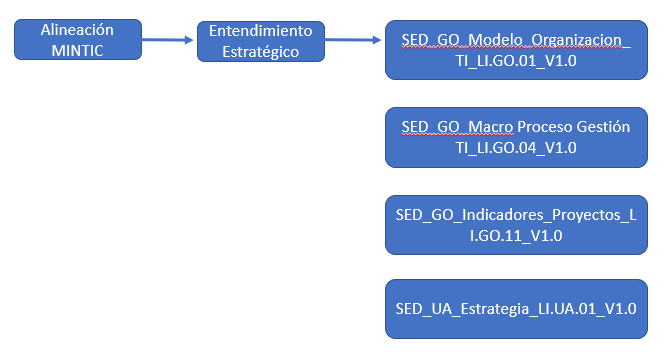 Alineación
MINTIC
Entendimiento
Estratégico
SED_GO_Modelo_Organizacion_
TI_LI.GO.01_V1.0
SED_GO_Macro Proceso Gestión
TI_LI.GO.04_V1.0
SED_GO_Indicadores_Proyectos_L
I.GO.11_V1.0
SED_UA_Estrategia_LI.UA.01_V1.0